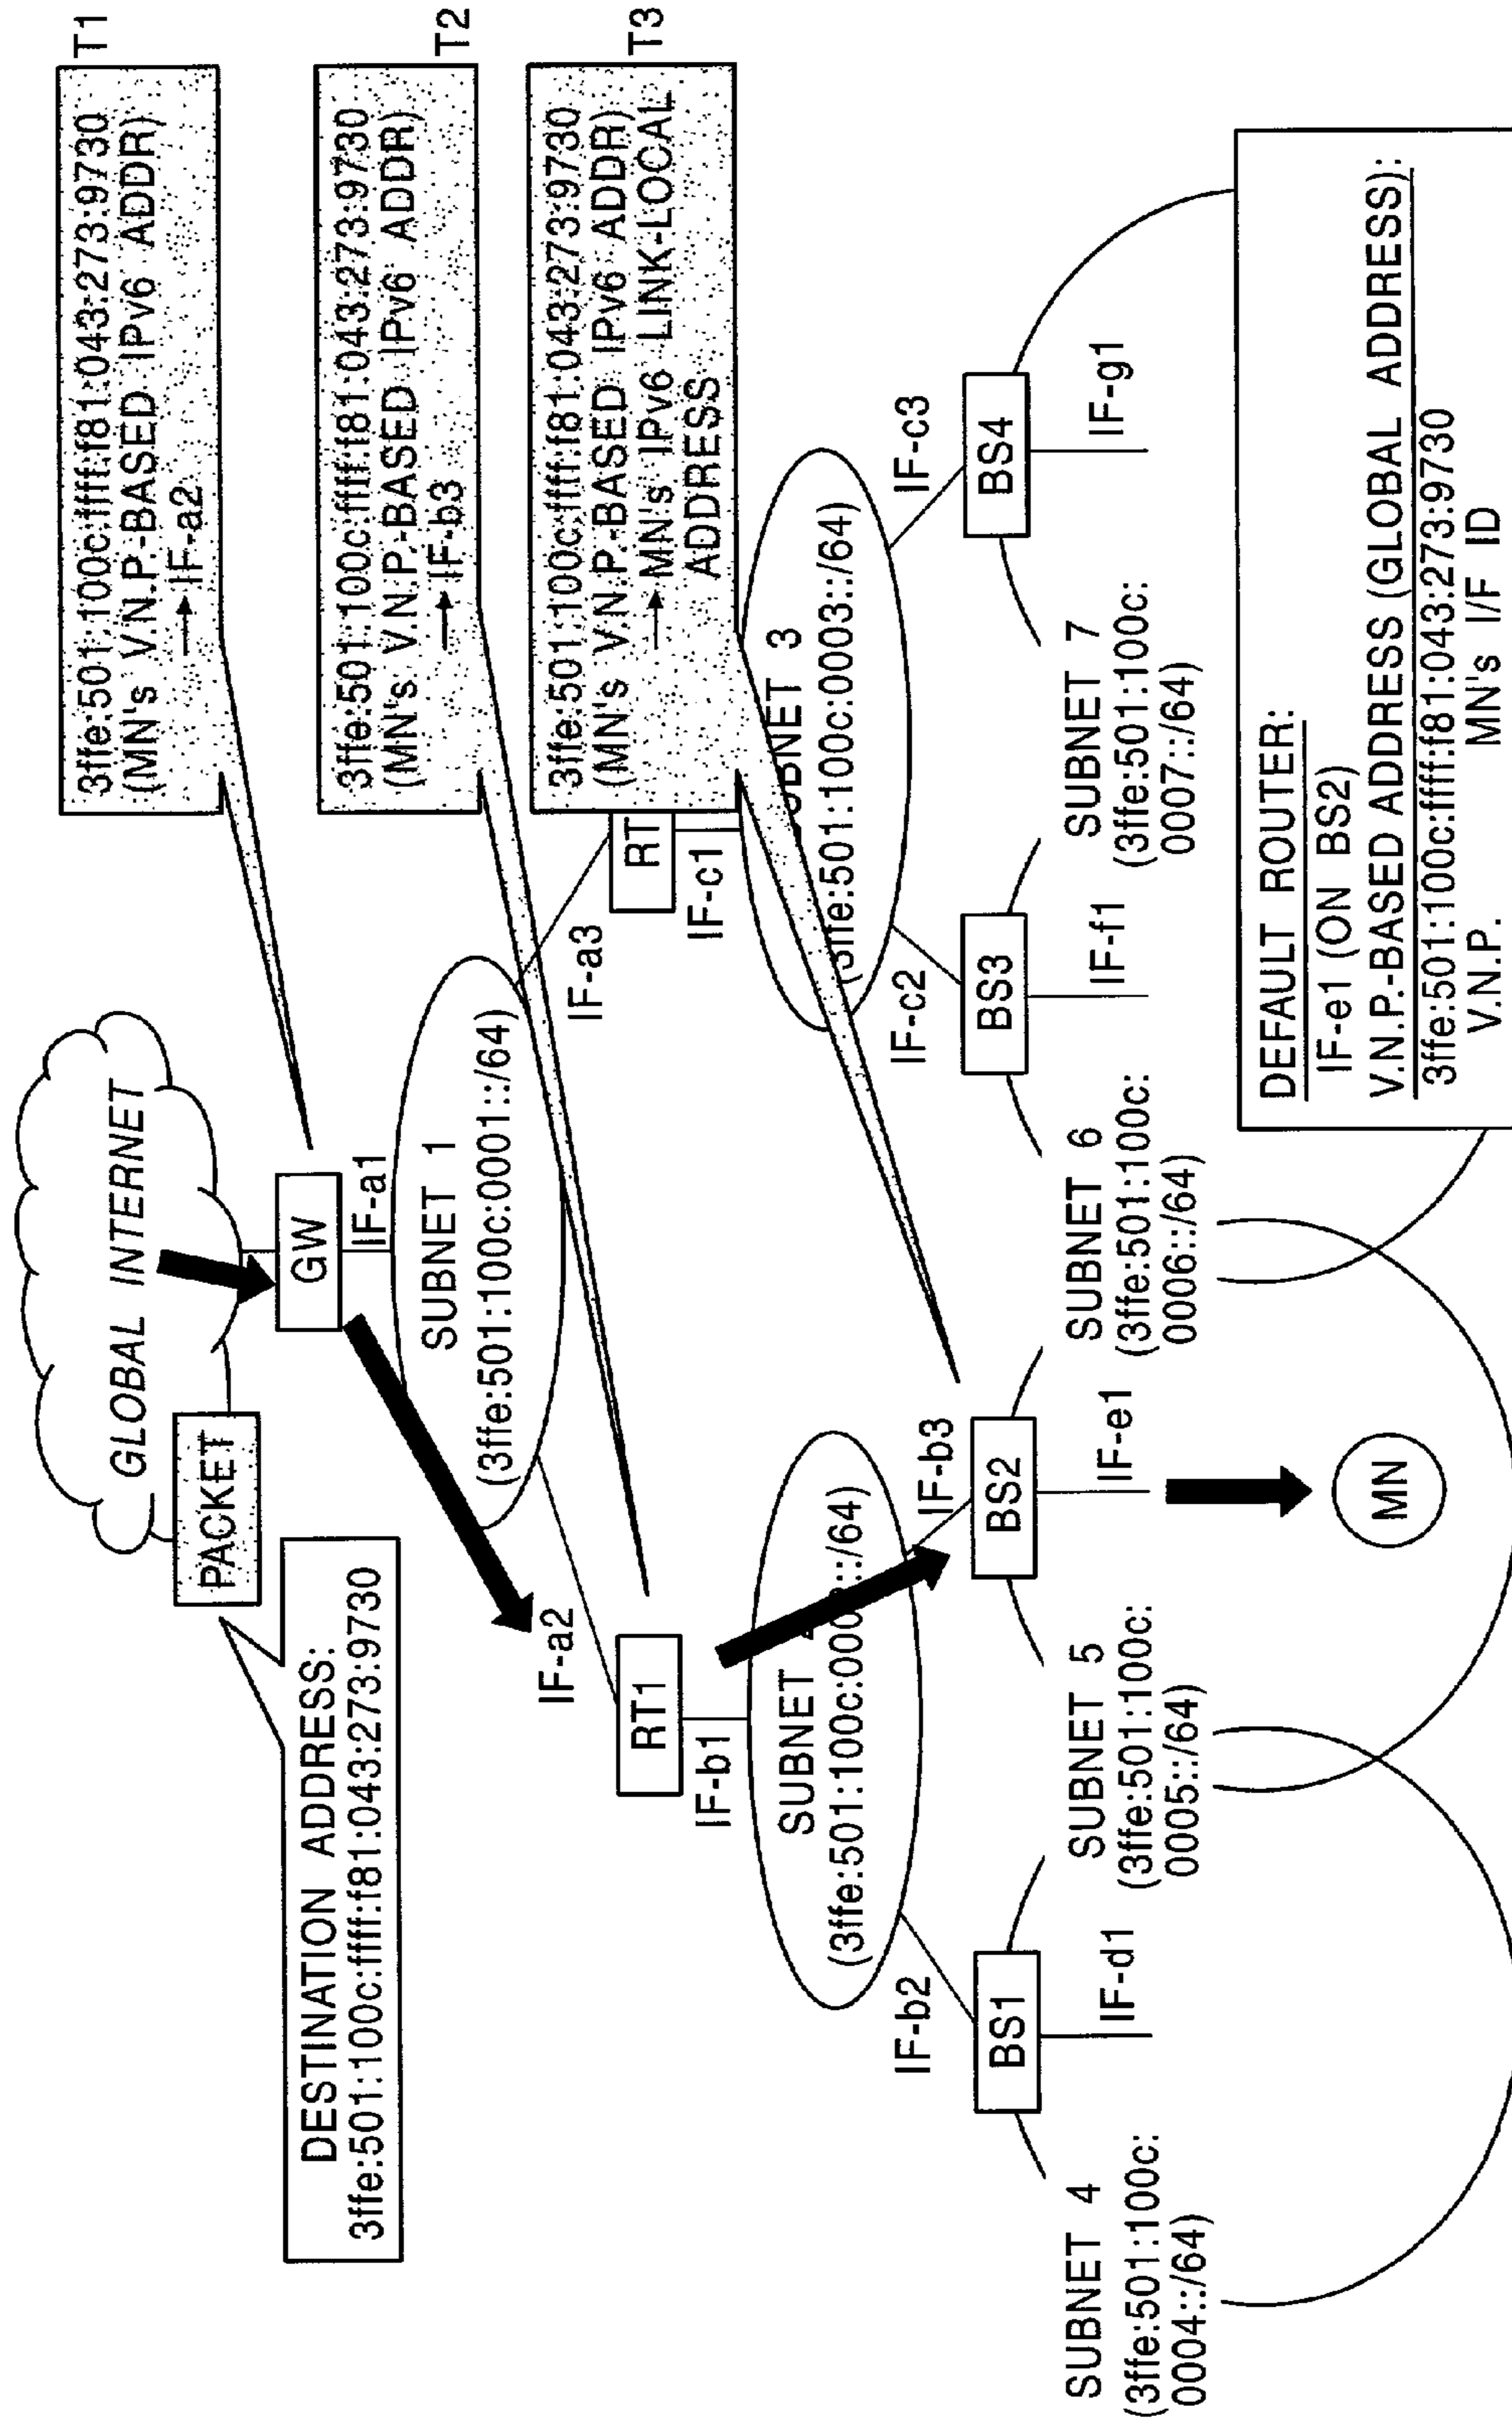 GLOBAL INTERNET
PACKET
DESTINATION ADDRESS:
3ffe:501:100c:ffff:f81:043:273:9730
3ffe:501:100c:ffff:f81:043:273:9730
(MN's V.N.P.-BASED IPv6 ADDR)
→IF-a2
T1
3ffe:501:100c:ffff:f81:043:273:9730
(MN's V.N.P.-BASED IPv6 ADDR)
→IF-b3
T2
3ffe:501:100c:ffff:f81:043:273:9730
(MN's V.N.P.-BASED IPv6 ADDR)
→MN's IPv6 LINK-LOCAL
ADDRESS
T3
GW
IF-a1
SUBNET 1
(3ffe:501:100c:0001::/64)
IF-a2
IF-a3
RT1
RT
IF-b1
IF-c1
SUBNET
(3ffe:501:100c:000 ::/64)
UBNET 3
(3ffe:501:100c:0003::/64)
IF-b2
IF-b3
IF-c2
IF-c3
BS1
BS2
BS3
BS4
IF-d1
IF-e1
IF-f1
IF-g1
SUBNET 4
(3ffe:501:100c:
0004::/64)
SUBNET 5
(3ffe:501:100c:
0005::/64)
SUBNET 6
(3ffe:501:100c:
0006::/64)
SUBNET 7
(3ffe:501:100c:
0007::/64)
MN
DEFAULT ROUTER:
IF-e1 (ON BS2)
V.N.P.-BASED ADDRESS (GLOBAL ADDRESS):
3ffe:501:100c:ffff:f81:043:273:9730
V.N.P. MN's I/F ID